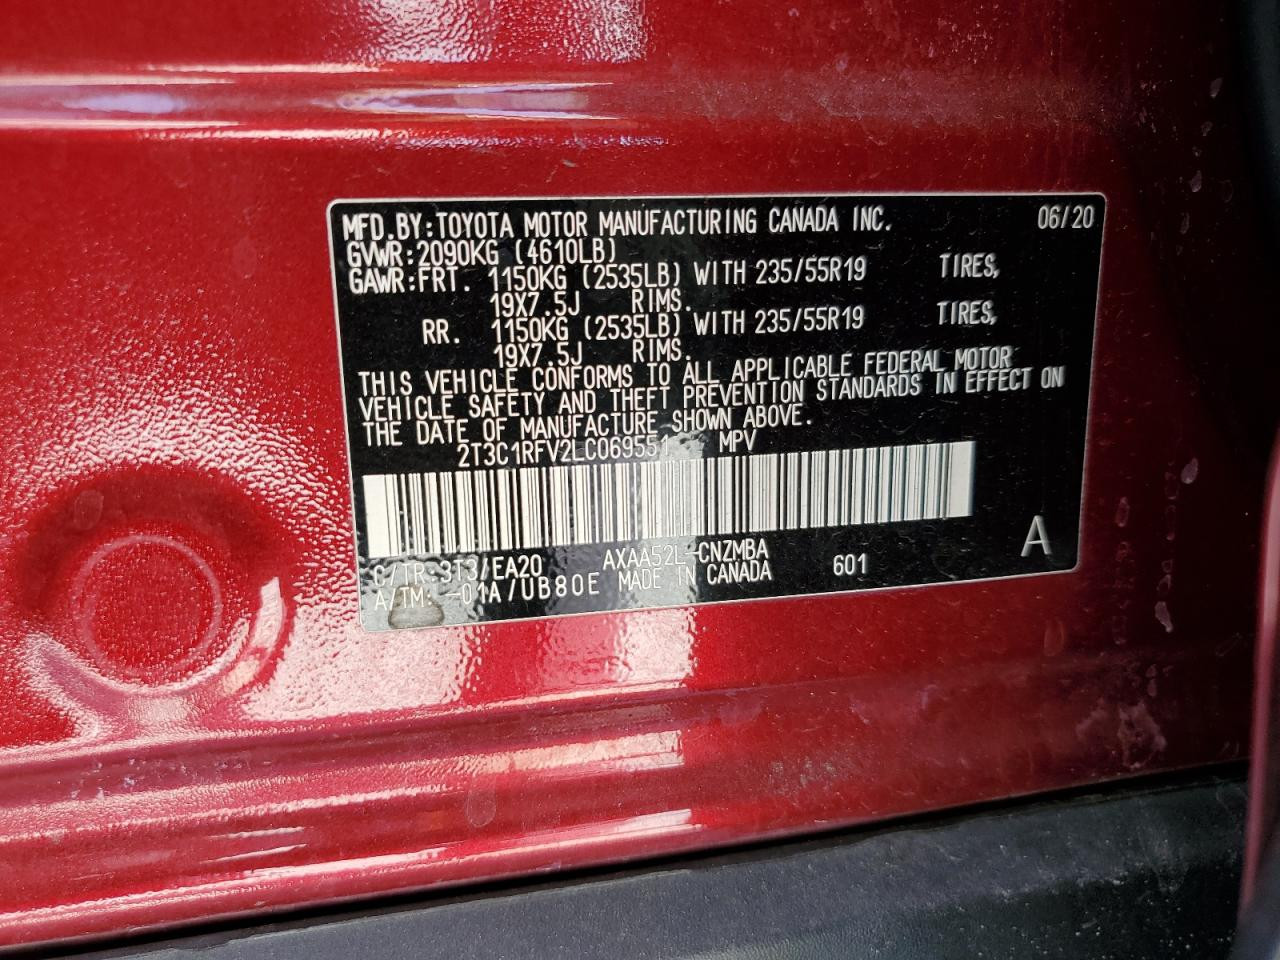 MFD.BY:TOYOTA MOTOR MANUFACTURING CANADA INC. 06/20
GVWR:2090KG (4610LB)
GAWR:FRT. 1150KG (2535LB) WITH 235/55R19 TIRES,
19X7.5J RIMS.
RR. 1150KG (2535LB) WITH 235/55R19 TIRES,
19X7.5J RIMS.
THIS VEHICLE CONFORMS TO ALL APPLICABLE FEDERAL MOTOR
VEHICLE SAFETY AND THEFT PREVENTION STANDARDS IN EFFECT ON
THE DATE OF MANUFACTURE SHOWN ABOVE.
2T3C1RFV2LC069551 MPV
C/TR:3T3/EA20 AXAA52L-CNZMBA 601 A
A/TM: -01A/UB80E MADE IN CANADA